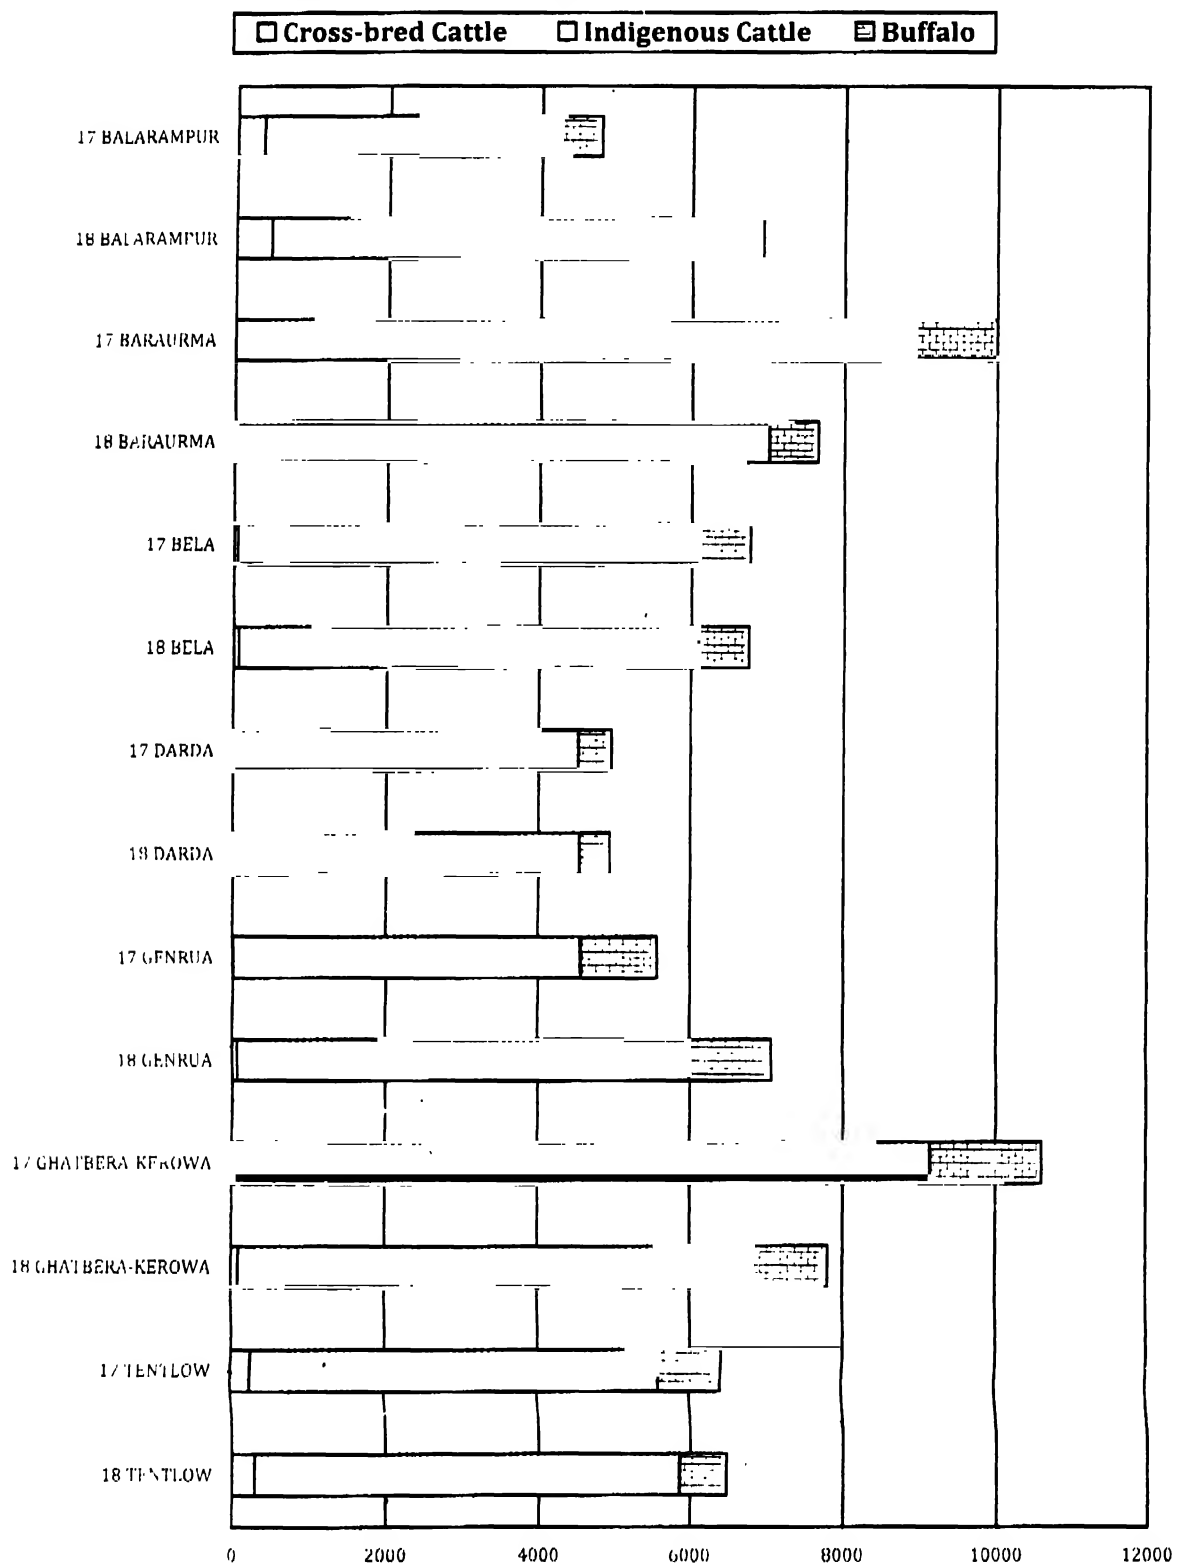 Cross-bred Cattle Indigenous Cattle Buffalo
17 BALARAMPUR
18 BALARAMPUR
17 BARAURMA
18 BARAURMA
17 BELA
18 BELA
17 DARDA
18 DARDA
17 GENRUA
18 GENRUA
17 GHATBERA KEROWA
18 GHATBERA-KEROWA
17 TENTLOW
18 TENTLOW
0 2000 4000 6000 8000 10000 12000